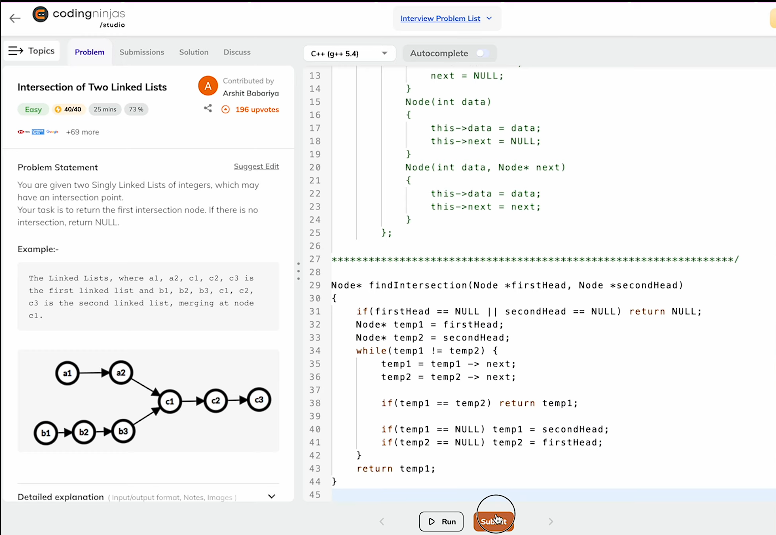 codingninjas
/studio
Interview Problem List
Topics
Problem
Submissions
Solution
Discuss
C++ (g++ 5.4)
Autocomplete
Intersection of Two Linked Lists
A
Contributed by
Arshit Babariya
Easy
40/40
25 mins
73 %
196 upvotes
+69 more
Problem Statement
Suggest Edit
You are given two Singly Linked Lists of integers, which may
have an intersection point.
Your task is to return the first intersection node. If there is no
intersection, return NULL.
Example:-
The Linked Lists, where a1, a2, c1, c2, c3 is
the first linked list and b1, b2, b3, c1, c2,
c3 is the second linked list, merging at node
c1.
a1
a2
c1
c2
c3
b1
b2
b3
Detailed explanation ( Input/output format, Notes, Images )
13 next = NULL;
14 }
15 Node(int data)
16 {
17 this->data = data;
18 this->next = NULL;
19 }
20 Node(int data, Node* next)
21 {
22 this->data = data;
23 this->next = next;
24 }
25 };
26
27 *****************************************************************/
28
29 Node* findIntersection(Node *firstHead, Node *secondHead)
30 {
31 if(firstHead == NULL || secondHead == NULL) return NULL;
32 Node* temp1 = firstHead;
33 Node* temp2 = secondHead;
34 while(temp1 != temp2) {
35 temp1 = temp1 -> next;
36 temp2 = temp2 -> next;
37
38 if(temp1 == temp2) return temp1;
39
40 if(temp1 == NULL) temp1 = secondHead;
41 if(temp2 == NULL) temp2 = firstHead;
42 }
43 return temp1;
44 }
45
Run
Submit